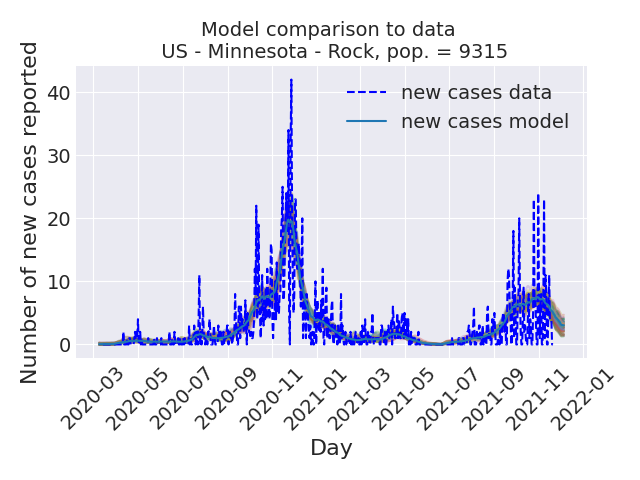 Model comparison to data
US - Minnesota - Rock, pop. = 9315
new cases data
new cases model
Number of new cases reported
40
30
20
10
0
2020-03
2020-05
2020-07
2020-09
2020-11
2021-01
2021-03
2021-05
2021-07
2021-09
2021-11
2022-01
Day